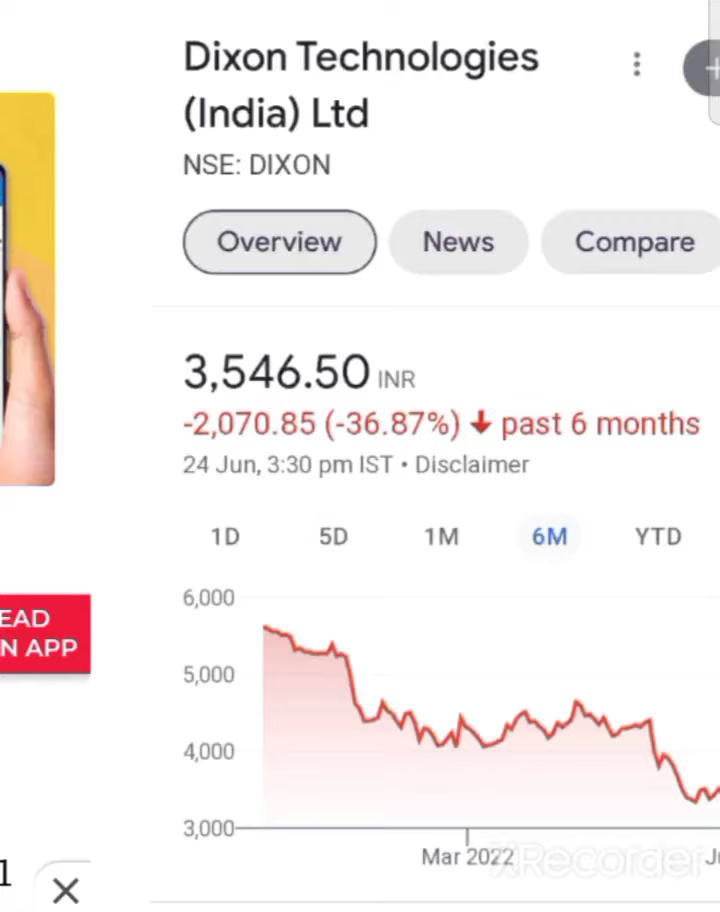 Dixon Technologies
(India) Ltd
NSE: DIXON
Overview News Compare
3,546.50 INR
-2,070.85 (-36.87%) ↓ past 6 months
24 Jun, 3:30 pm IST • Disclaimer
1D 5D 1M 6M YTD
6,000
5,000
4,000
3,000
Mar 2022
XRecorder
EAD
N APP
1